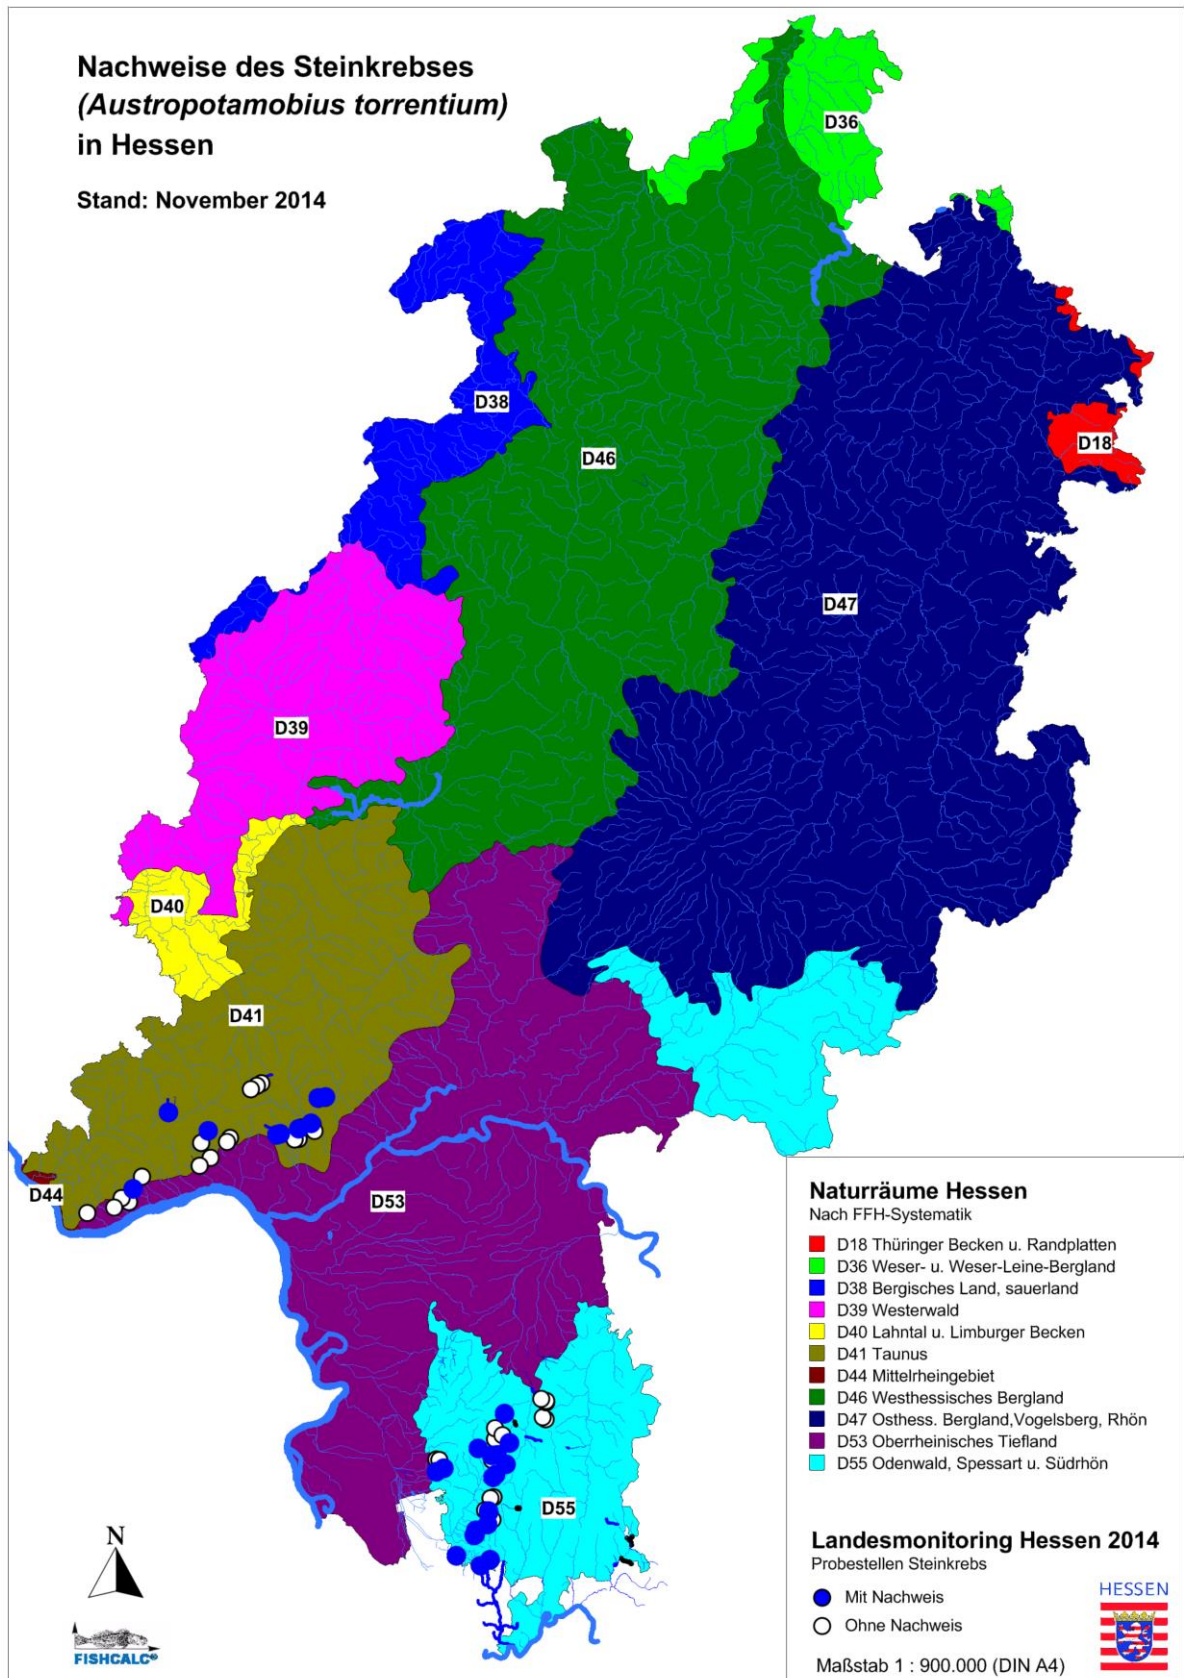 Nachweise des Steinkrebses
(Austropotamobius torrentium)
in Hessen
Stand: November 2014
D36
D38
D46
D18
D47
D39
D40
D41
D44
D53
D55
Naturräume Hessen
Nach FFH-Systematik
D18 Thüringer Becken u. Randplatten
D36 Weser- u. Weser-Leine-Bergland
D38 Bergisches Land, sauerland
D39 Westerwald
D40 Lahntal u. Limburger Becken
D41 Taunus
D44 Mittelrheingebiet
D46 Westhessisches Bergland
D47 Osthess. Bergland,Vogelsberg, Rhön
D53 Oberrheinisches Tiefland
D55 Odenwald, Spessart u. Südrhön
Landesmonitoring Hessen 2014
Probestellen Steinkrebs
Mit Nachweis
Ohne Nachweis
Maßstab 1 : 900.000 (DIN A4)
HESSEN
N
FISHCALC